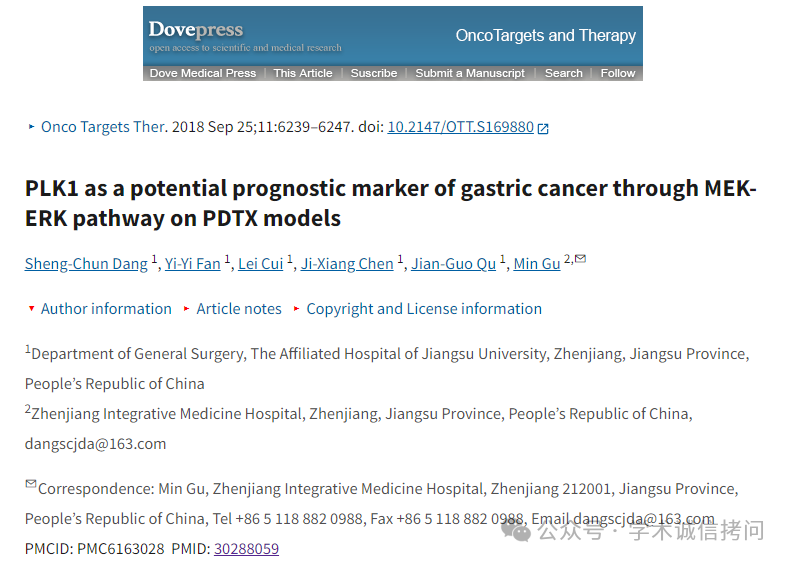 Dovepress
open access to scientific and medical research
OncoTargets and Therapy
Dove Medical Press | This Article | Suscribe | Submit a Manuscript | Search | Follow
Onco Targets Ther. 2018 Sep 25;11:6239–6247. doi: 10.2147/OTT.S169880
PLK1 as a potential prognostic marker of gastric cancer through MEK-
ERK pathway on PDTX models
Sheng-Chun Dang 1, Yi-Yi Fan 1, Lei Cui 1, Ji-Xiang Chen 1, Jian-Guo Qu 1, Min Gu 2,✉
Author information Article notes Copyright and License information
1Department of General Surgery, The Affiliated Hospital of Jiangsu University, Zhenjiang, Jiangsu Province,
People’s Republic of China
2Zhenjiang Integrative Medicine Hospital, Zhenjiang, Jiangsu Province, People’s Republic of China,
dangscjda@163.com
✉Correspondence: Min Gu, Zhenjiang Integrative Medicine Hospital, Zhenjiang 212001, Jiangsu Province,
People’s Republic of China, Tel +86 5 118 882 0988, Fax +86 5 118 882 0988, Email dangscjda@163.com
公众号 · 学术诚信拷问
PMCID: PMC6163028 PMID: 30288059